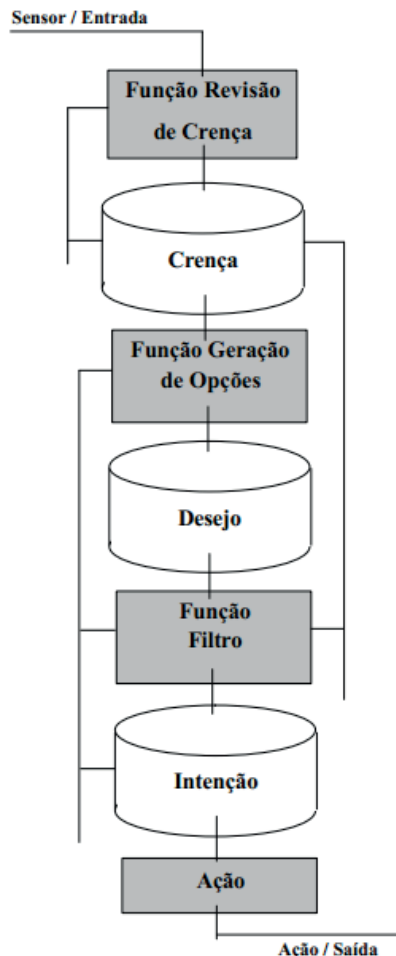 Sensor / Entrada
Função Revisão
de Crença
Crença
Função Geração
de Opções
Desejo
Função
Filtro
Intenção
Ação
Ação / Saída